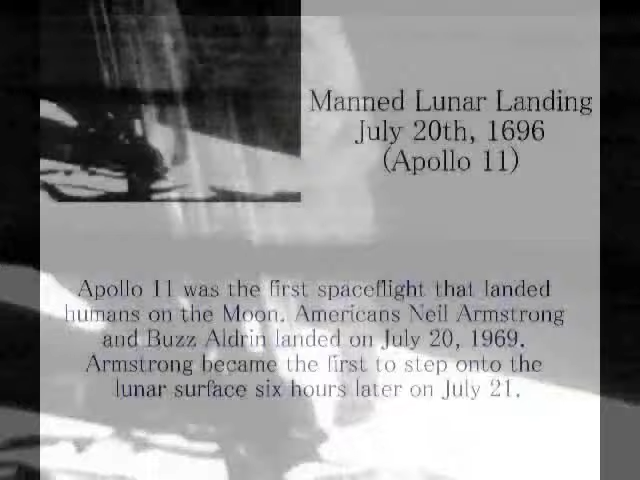 Manned Lunar Landing
July 20th, 1696
(Apollo 11)
Apollo 11 was the first spaceflight that landed
humans on the Moon. Americans Neil Armstrong
and Buzz Aldrin landed on July 20, 1969.
Armstrong became the first to step onto the
lunar surface six hours later on July 21.